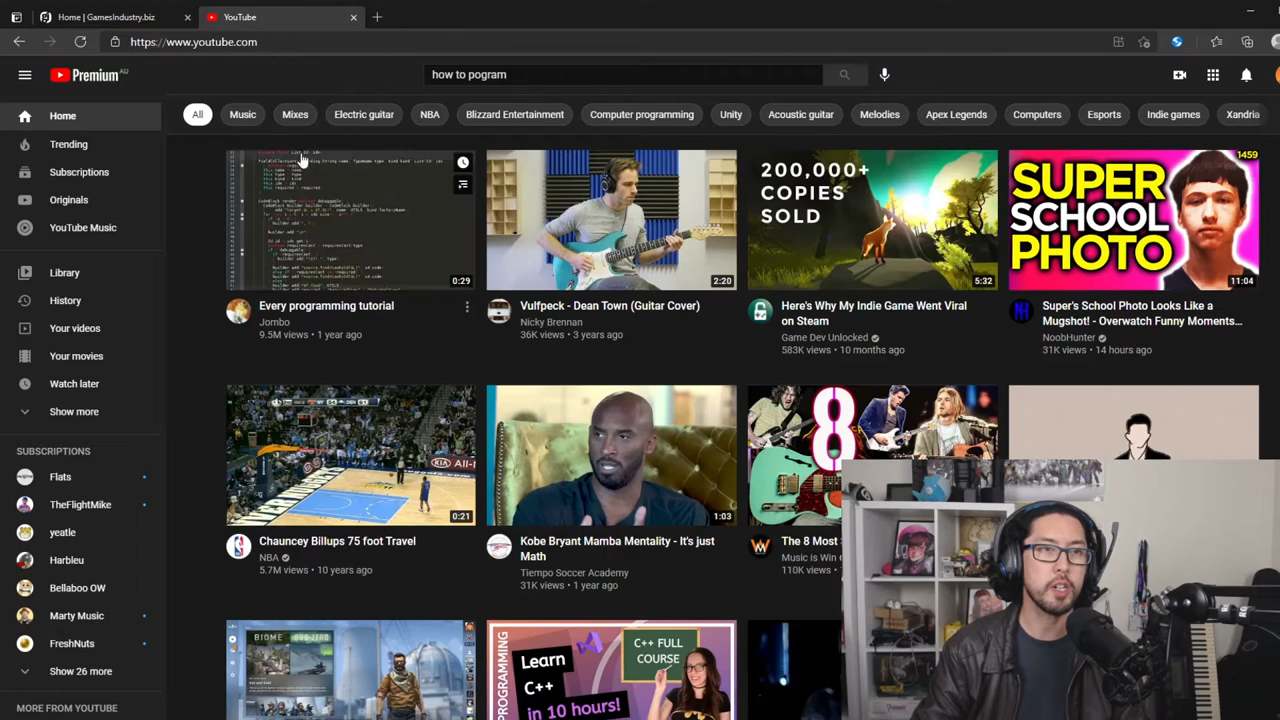 Home | GamesIndustry.biz
YouTube
https://www.youtube.com
Premium AU
how to pogram
All
Music
Mixes
Electric guitar
NBA
Blizzard Entertainment
Computer programming
Unity
Acoustic guitar
Melodies
Apex Legends
Computers
Esports
Indie games
Xandria
Home
Trending
Subscriptions
Originals
YouTube Music
Library
History
Your videos
Your movies
Watch later
Show more
SUBSCRIPTIONS
Flats
TheFlightMike
yeatle
Harbleu
Bellaboo OW
Marty Music
FreshNuts
Show 26 more
MORE FROM YOUTUBE
0:29
Every programming tutorial
Jombo
9.5M views • 1 year ago
2:20
Vulfpeck - Dean Town (Guitar Cover)
Nicky Brennan
36K views • 3 years ago
200,000+
COPIES
SOLD
5:32
Here's Why My Indie Game Went Viral
on Steam
Game Dev Unlocked
583K views • 10 months ago
1459
SUPER
SCHOOL
PHOTO
11:04
Super's School Photo Looks Like a
Mugshot! - Overwatch Funny Moments...
NoobHunter
31K views • 14 hours ago
KIA
0:21
Chauncey Billups 75 foot Travel
NBA
5.7M views • 10 years ago
1:03
Kobe Bryant Mamba Mentality - It's just
Math
Tiempo Soccer Academy
31K views • 1 year ago
8
The 8 Most
Music is Win
110K views
BIOME
SUB-ZERO
PROGRAMMING
Learn
C++
in 10 hours!
C++ FULL
COURSE